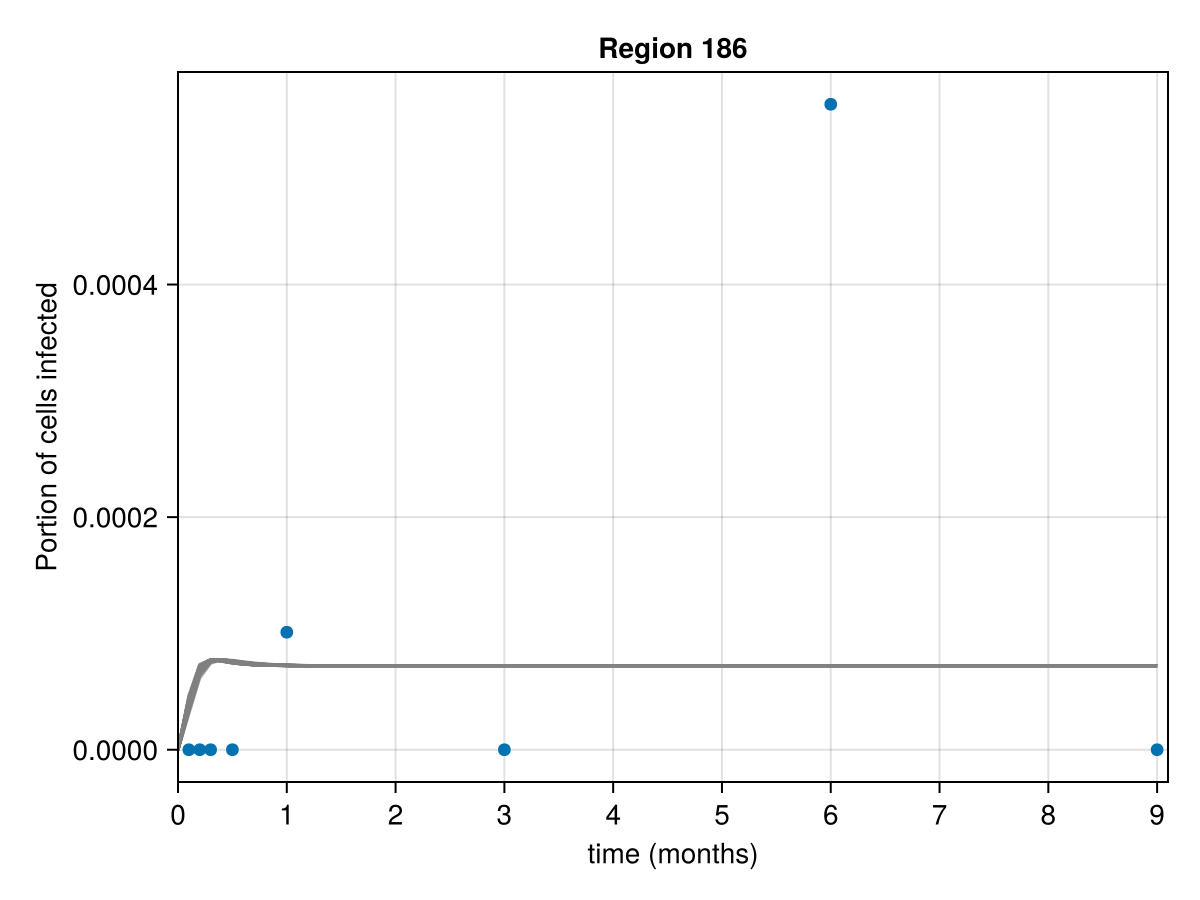 Region 186
Portion of cells infected
0.0004
0.0002
0.0000
0 1 2 3 4 5 6 7 8 9
time (months)